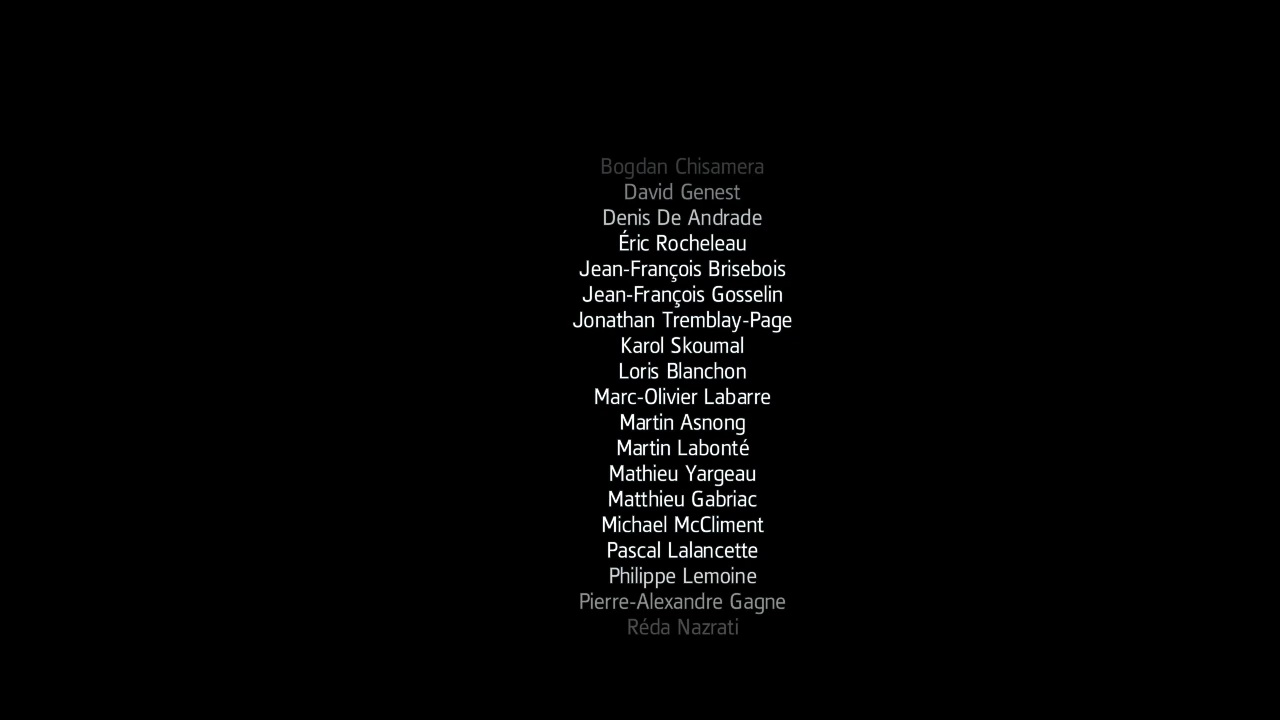 Bogdan Chisamera
David Genest
Denis De Andrade
Éric Rocheleau
Jean-François Brisebois
Jean-François Gosselin
Jonathan Tremblay-Page
Karol Skoumal
Loris Blanchon
Marc-Olivier Labarre
Martin Asnong
Martin Labonté
Mathieu Yargeau
Matthieu Gabriac
Michael McCliment
Pascal Lalancette
Philippe Lemoine
Pierre-Alexandre Gagne
Réda Nazrati